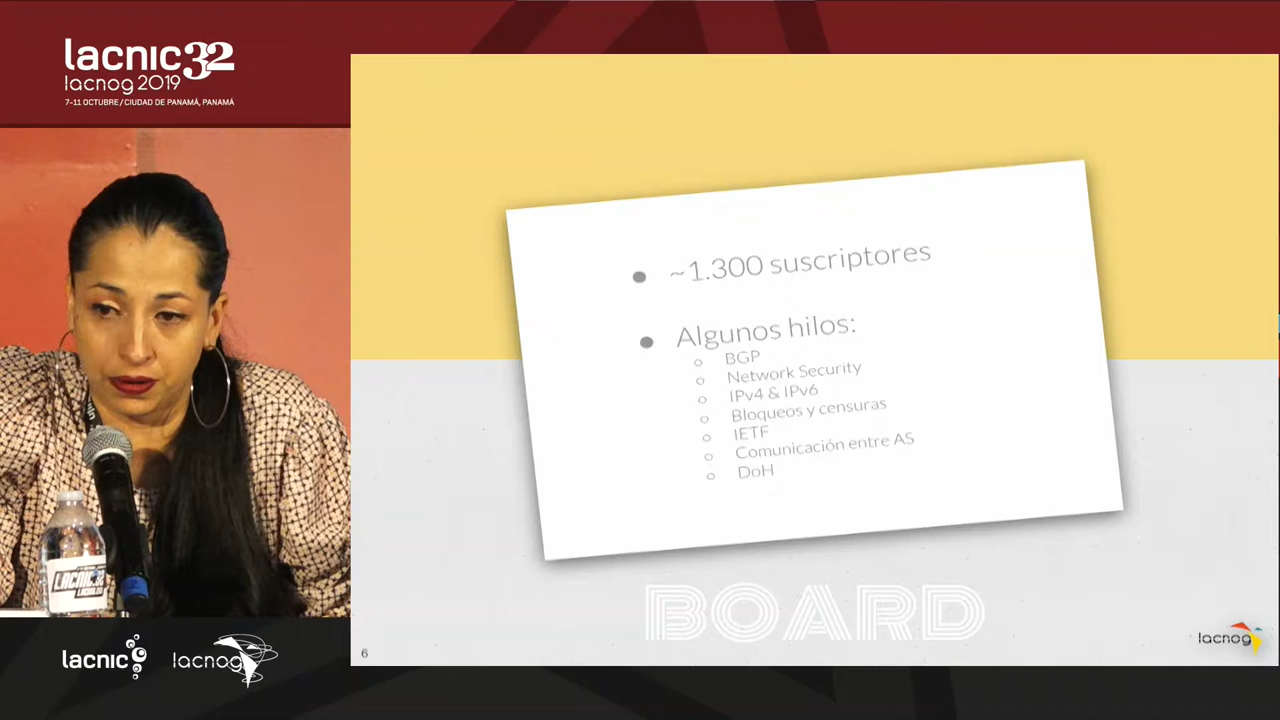 lacnic32
lacnog 2019
7-11 OCTUBRE / CIUDAD DE PANAMÁ, PANAMÁ
~1.300 suscriptores
Algunos hilos:
BGP
Network Security
IPv4 & IPv6
Bloqueos y censuras
IETF
Comunicación entre AS
DoH
BOARD
LACNIC32
lacnic
lacnog
6
lacnog